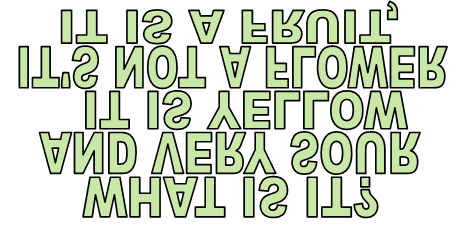 IT IS A FRUIT,
IT'S NOT A FLOWER
IT IS YELLOW
AND VERY SOUR
WHAT IS IT?